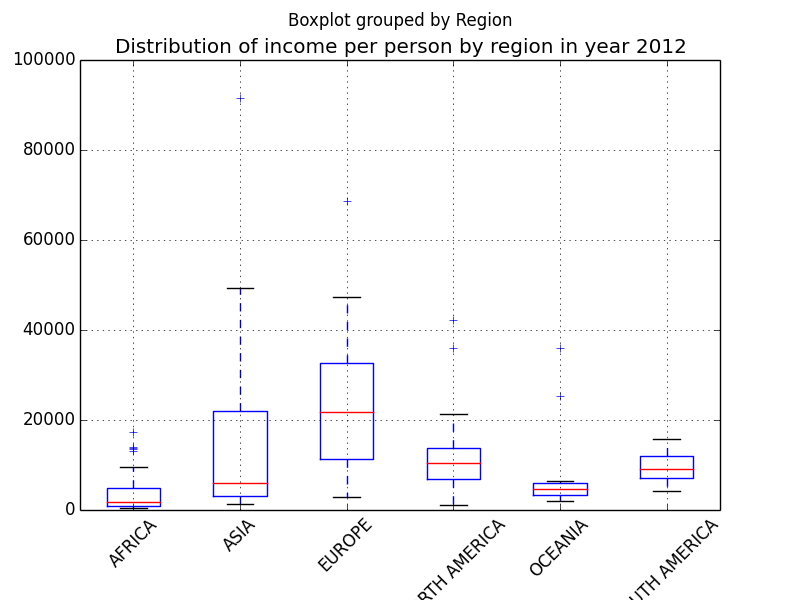 Boxplot grouped by Region
Distribution of income per person by region in year 2012
100000
80000
60000
40000
20000
0
AFRICA
ASIA
EUROPE
RTH AMERICA
OCEANIA
UTH AMERICA